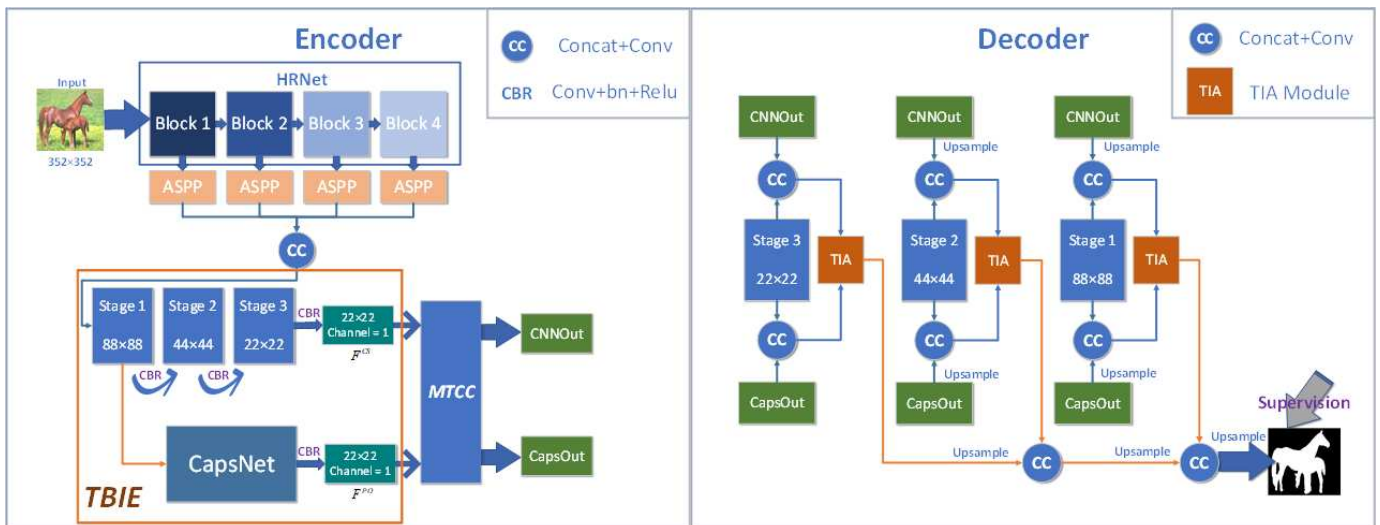 Encoder
CC
Concat+Conv
CBR
Conv+bn+Relu
Input
352×352
HRNet
Block 1
Block 2
Block 3
Block 4
ASPP
ASPP
ASPP
ASPP
CC
Stage 1
88×88
Stage 2
44×44
Stage 3
22×22
CBR
CBR
CBR
22×22
Channel = 1
F^{CS}
MTCC
CNNOut
CapsOut
CapsNet
CBR
22×22
Channel = 1
TBIE
Decoder
CC
Concat+Conv
TIA
TIA Module
CNNOut
CNNOut
CNNOut
Upsample
Upsample
CC
CC
CC
Stage 3
22×22
TIA
Stage 2
44×44
TIA
Stage 1
88×88
TIA
CC
CC
CC
Upsample
Upsample
CapsOut
CapsOut
CapsOut
Supervision
Upsample
CC
Upsample
CC
Upsample